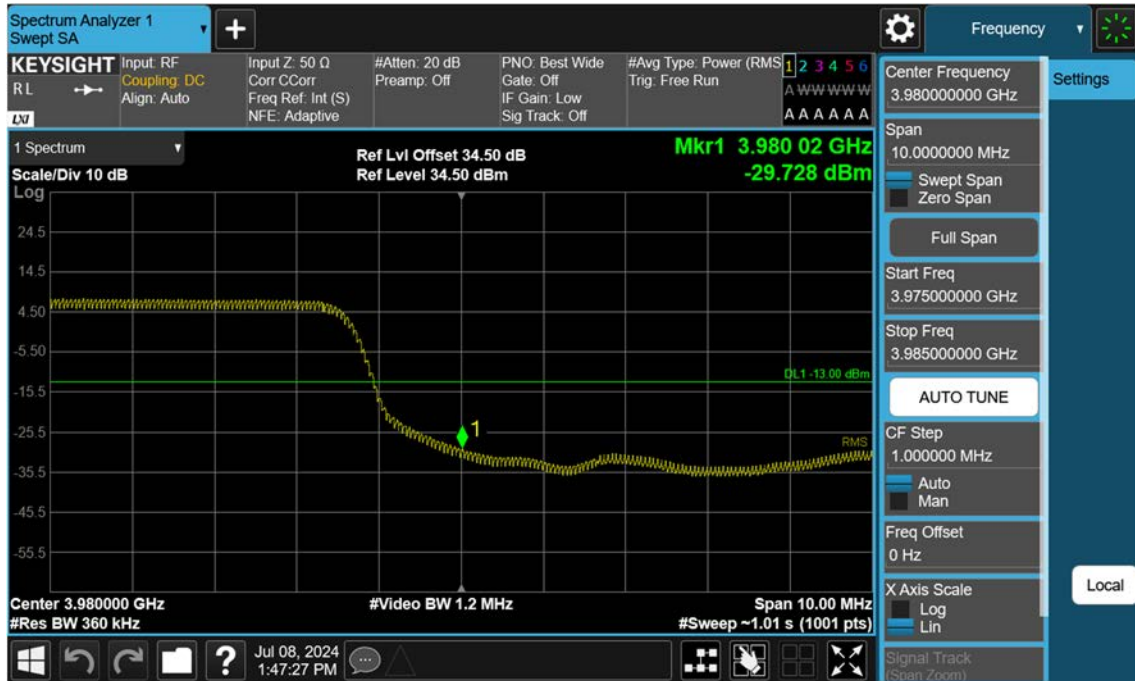 Spectrum Analyzer 1
Swept SA
Frequency
KEYSIGHT
RL
LXI
Input: RF
Coupling: DC
Align: Auto
Input Z: 50 Ω
Corr CCorr
Freq Ref: Int (S)
NFE: Adaptive
#Atten: 20 dB
Preamp: Off
PNO: Best Wide
Gate: Off
IF Gain: Low
Sig Track: Off
#Avg Type: Power (RMS
Trig: Free Run
1 2 3 4 5 6
A W W W W W
A A A A A A
1 Spectrum
Scale/Div 10 dB
Ref Lvl Offset 34.50 dB
Ref Level 34.50 dBm
Mkr1 3.980 02 GHz
-29.728 dBm
Log
24.5
14.5
4.50
-5.50
DL1 -13.00 dBm
-15.5
1
-25.5
RMS
-35.5
-45.5
-55.5
Center 3.980000 GHz
#Video BW 1.2 MHz
Span 10.00 MHz
#Res BW 360 kHz
#Sweep ~1.01 s (1001 pts)
Center Frequency
3.980000000 GHz
Settings
Span
10.0000000 MHz
Swept Span
Zero Span
Full Span
Start Freq
3.975000000 GHz
Stop Freq
3.985000000 GHz
AUTO TUNE
CF Step
1.000000 MHz
Auto
Man
Freq Offset
0 Hz
X Axis Scale
Log
Lin
Local
Signal Track
(Span Zoom)
?
Jul 08, 2024
1:47:27 PM